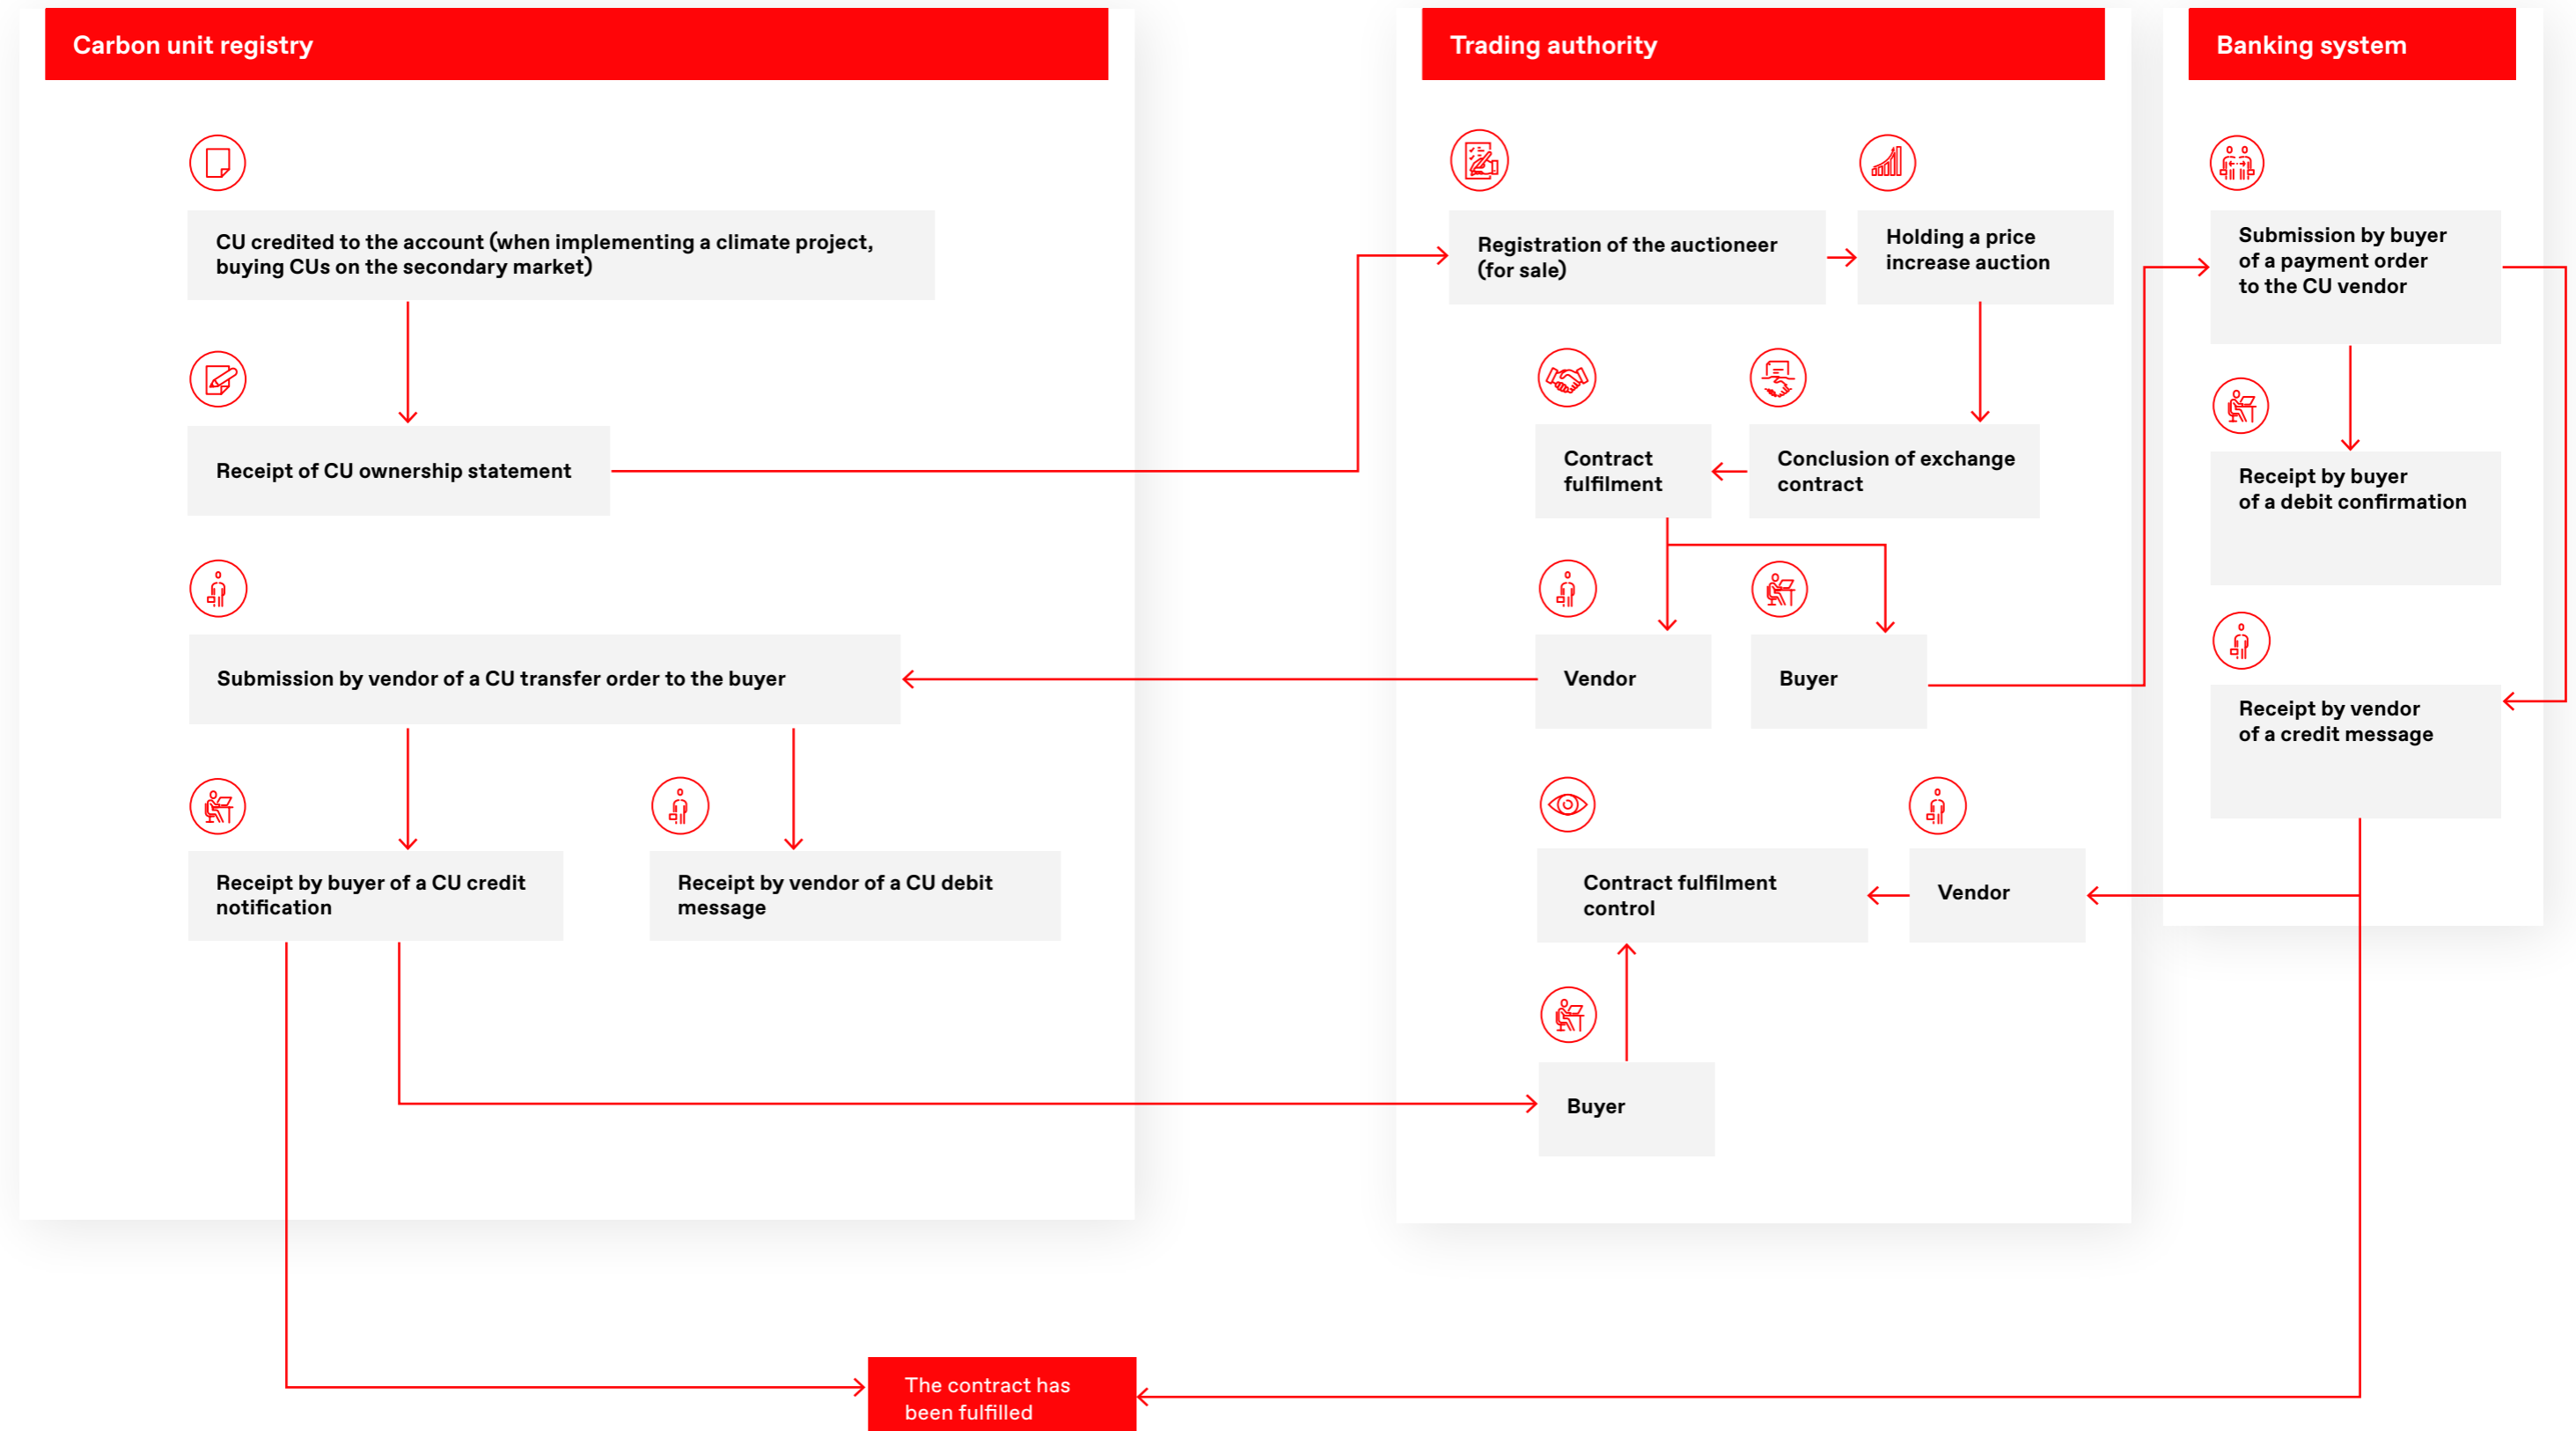 Carbon unit registry
CU credited to the account (when implementing a climate project,
buying CUs on the secondary market)
Receipt of CU ownership statement
Submission by vendor of a CU transfer order to the buyer
Receipt by buyer of a CU credit
notification
Receipt by vendor of a CU debit
message
Trading authority
Registration of the auctioneer
(for sale)
Holding a price
increase auction
Contract
fulfilment
Conclusion of exchange
contract
Vendor
Buyer
Contract fulfilment
control
Vendor
Buyer
Banking system
Submission by buyer
of a payment order
to the CU vendor
Receipt by buyer
of a debit confirmation
Receipt by vendor
of a credit message
The contract has
been fulfilled